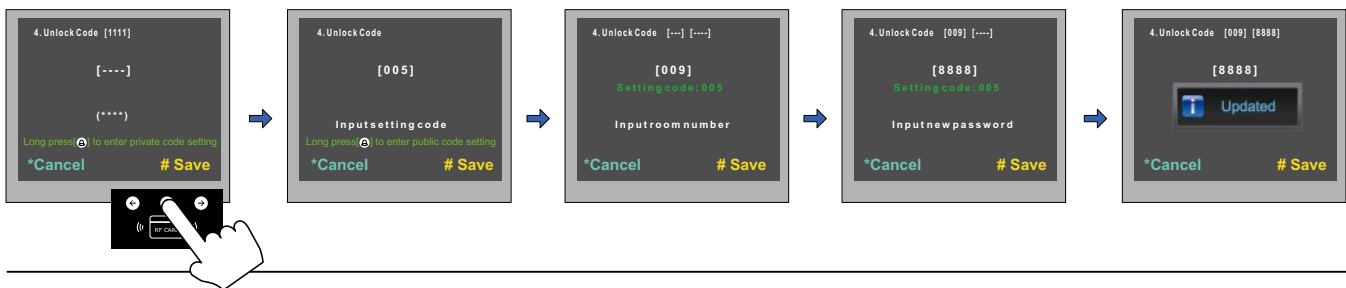 4. Unlock Code [1111]
[----]
(****)
Long press[] to enter private code setting
*Cancel # Save
RF CAR
4. Unlock Code
[005]
Input setting code
Long press[] to enter public code setting
*Cancel # Save
4. Unlock Code [---] [----]
[009]
Setting code: 005
Input room number
*Cancel # Save
4. Unlock Code [009] [----]
[8888]
Setting code: 005
Input new password
*Cancel # Save
4. Unlock Code [009] [8888]
[8888]
i Updated
*Cancel # Save